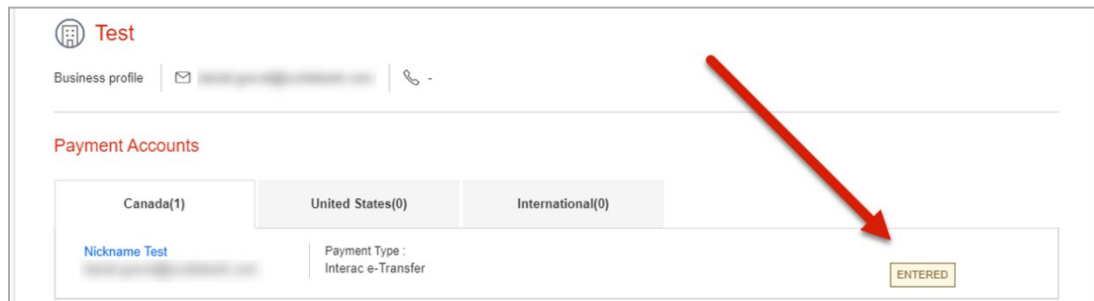 Test
Business profile -
Payment Accounts
Canada(1) United States(0) International(0)
Nickname Test Payment Type :
Interac e-Transfer
ENTERED